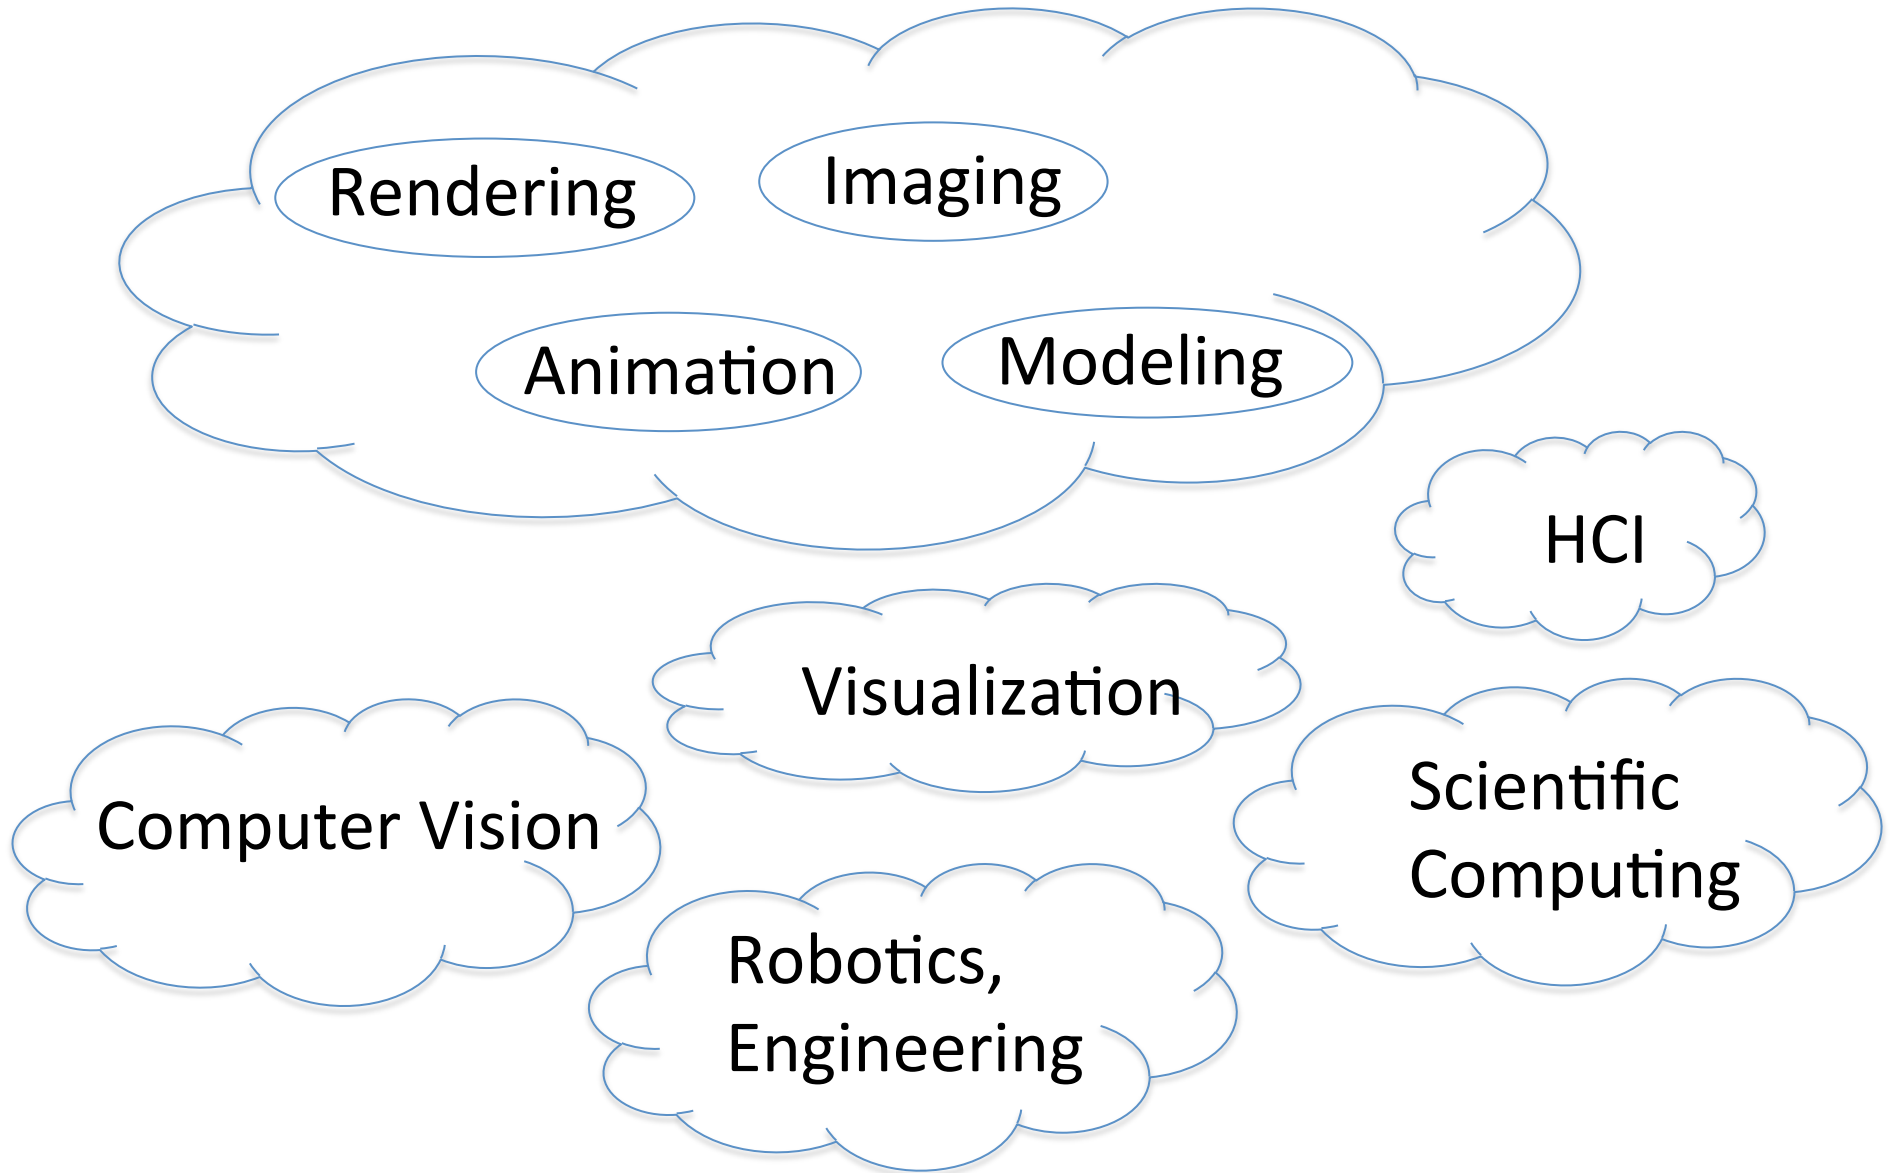 Rendering
Imaging
Animation
Modeling
HCI
Visualization
Computer Vision
Scientific
Computing
Robotics,
Engineering